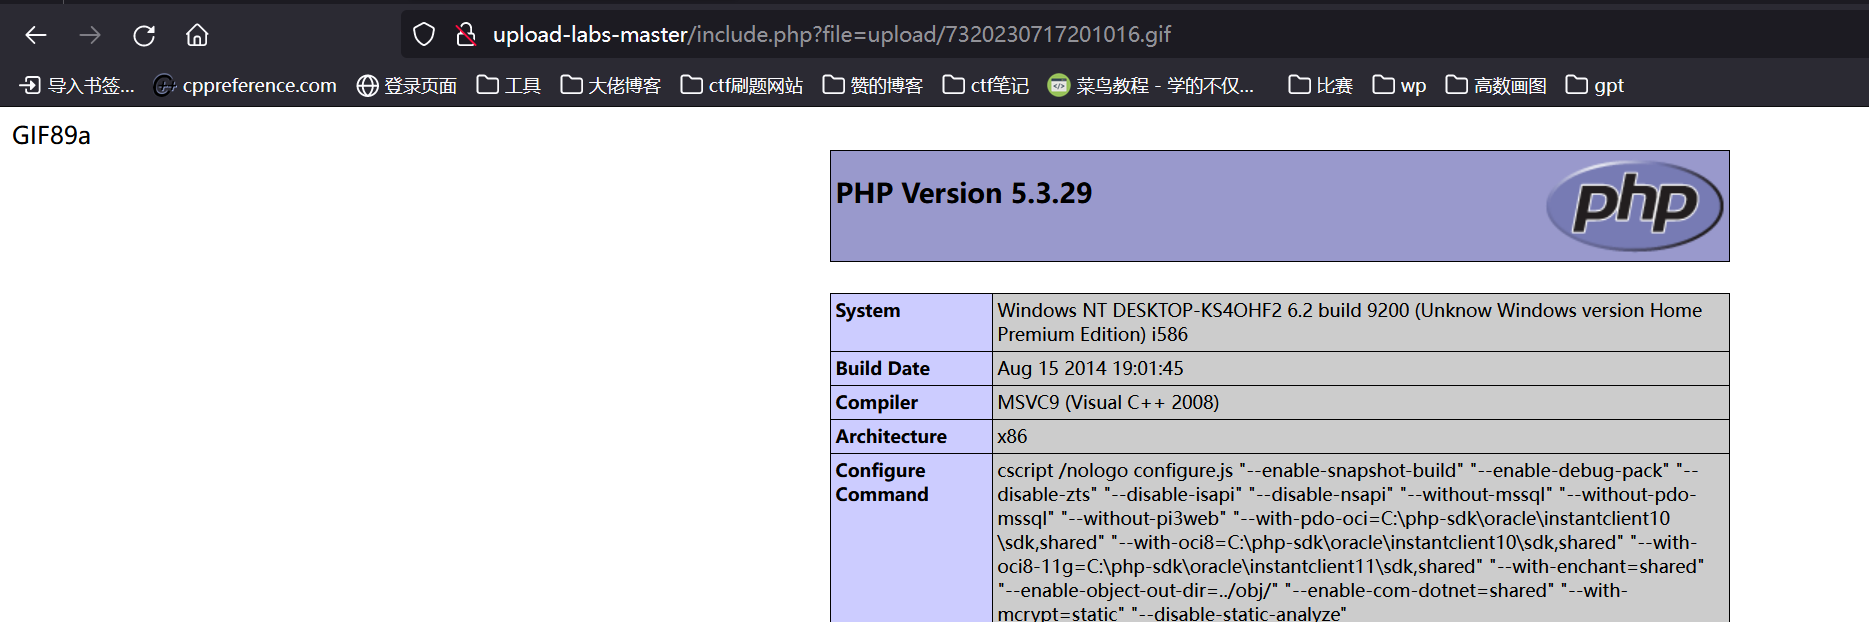 upload-labs-master/include.php?file=upload/7320230717201016.gif
导入书签... cppreference.com 登录页面 工具 大佬博客 ctf刷题网站 赞的博客 ctf笔记 菜鸟教程 - 学的不仅... 比赛 wp 高数画图 gpt
GIF89a
PHP Version 5.3.29
php
System
Windows NT DESKTOP-KS4OHF2 6.2 build 9200 (Unknow Windows version Home
Premium Edition) i586
Build Date
Aug 15 2014 19:01:45
Compiler
MSVC9 (Visual C++ 2008)
Architecture
x86
Configure
Command
cscript /nologo configure.js "--enable-snapshot-build" "--enable-debug-pack" "--
disable-zts" "--disable-isapi" "--disable-nsapi" "--without-mssql" "--without-pdo-
mssql" "--without-pi3web" "--with-pdo-oci=C:\php-sdk\oracle\instantclient10
\sdk,shared" "--with-oci8=C:\php-sdk\oracle\instantclient10\sdk,shared" "--with-
oci8-11g=C:\php-sdk\oracle\instantclient11\sdk,shared" "--with-enchant=shared"
"--enable-object-out-dir=../obj/" "--enable-com-dotnet=shared" "--with-
mcrypt=static" "--disable-static-analyze"